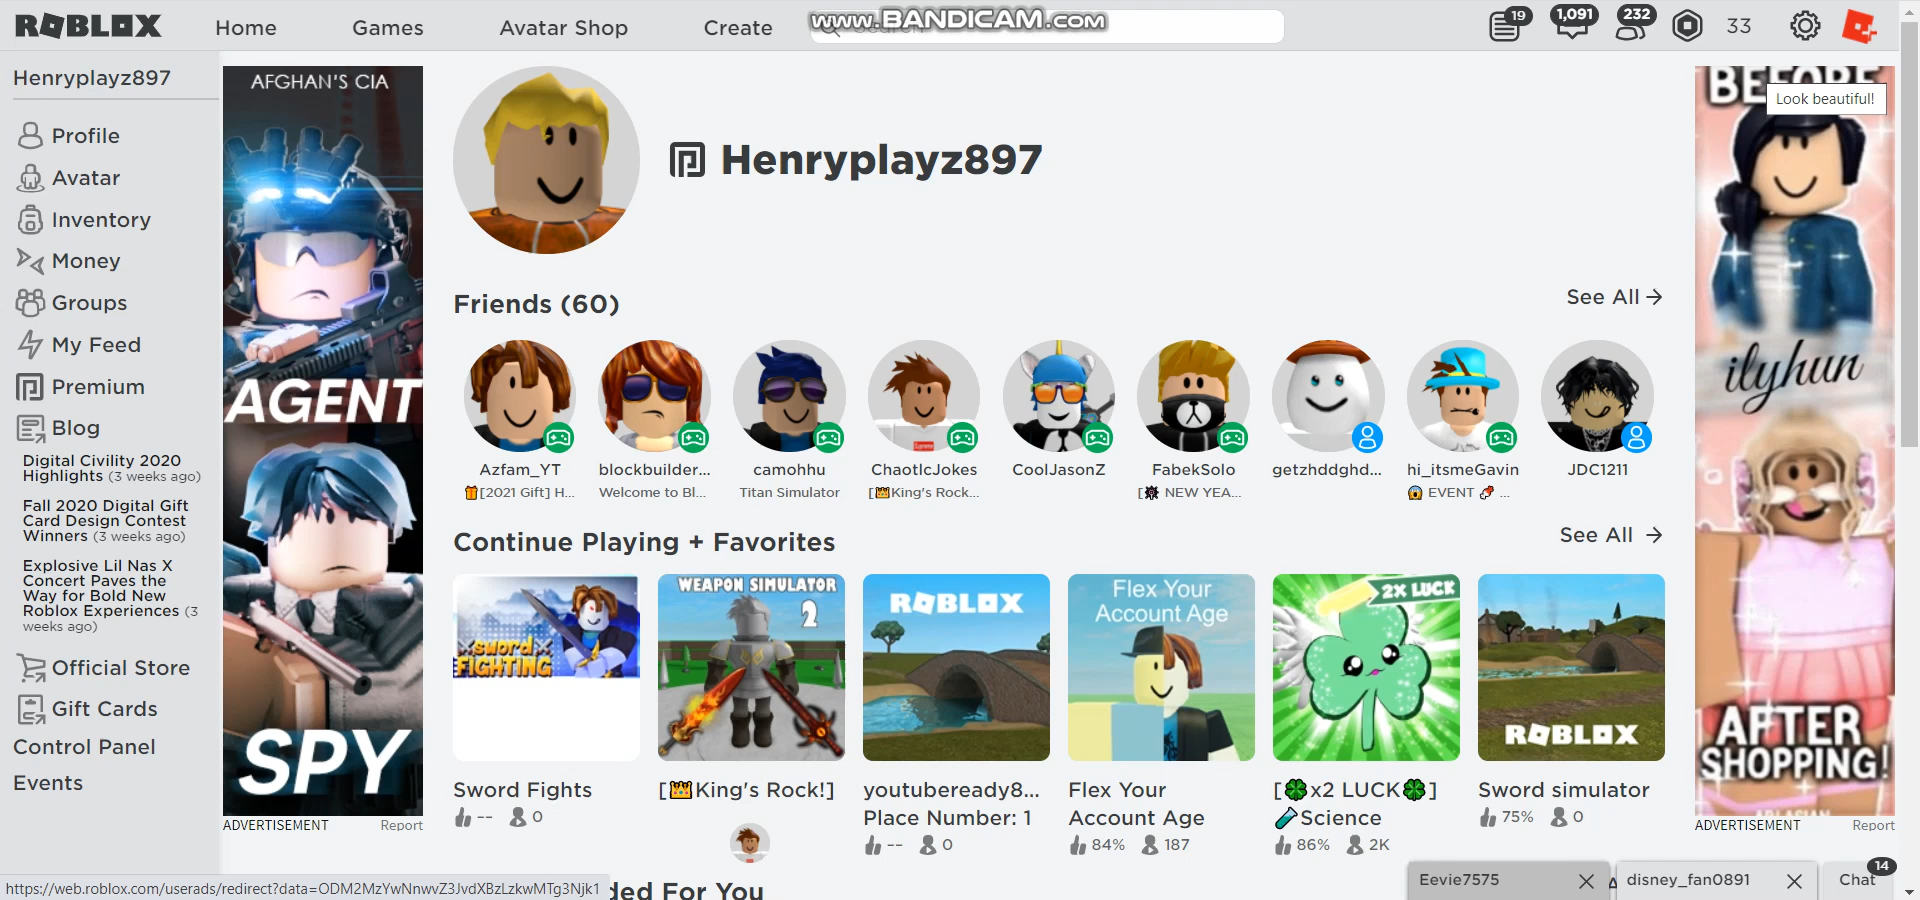 ROBLOX
Home
Games
Avatar Shop
Create
www.BANDICAM.com
19
1,091
232
33
Henryplayz897
Profile
Avatar
Inventory
Money
Groups
My Feed
Premium
Blog
Digital Civility 2020
Highlights (3 weeks ago)
Fall 2020 Digital Gift
Card Design Contest
Winners (3 weeks ago)
Explosive Lil Nas X
Concert Paves the
Way for Bold New
Roblox Experiences (3
weeks ago)
Official Store
Gift Cards
Control Panel
Events
AFGHAN'S CIA
AGENT
SPY
ADVERTISEMENT
Report
Henryplayz897
Friends (60)
See All
Azfam_YT
[2021 Gift] H...
blockbuilder...
Welcome to Bl...
camohhu
Titan Simulator
ChaotIcJokes
[👑King's Rock...
CoolJasonZ
FabekSolo
[ NEW YEA...
getzhddghd...
hi_itsmeGavin
😱 EVENT ...
JDC1211
Continue Playing + Favorites
See All
sword
FIGHTING
WEAPON SIMULATOR
2
ROBLOX
Flex Your
Account Age
2X LUCK
ROBLOX
Sword Fights
-- 0
[👑King's Rock!]
youtubeready8...
Place Number: 1
-- 0
Flex Your
Account Age
84% 187
[🍀x2 LUCK🍀]
🧪Science
86% 2K
Sword simulator
75% 0
ded For You
BEFORE
Look beautiful!
ilyhun
AFTER
SHOPPING!
ADVERTISEMENT
Report
https://web.roblox.com/userads/redirect?data=ODM2MzYwNnwvZ3JvdXBzLzkwMTg3Njk1
Eevie7575
disney_fan0891
Chat
14